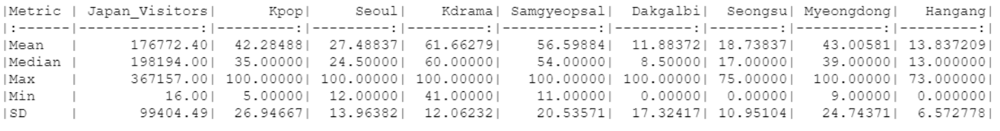 |Metric | Japan_Visitors| Kpop| Seoul| Kdrama| Samgyeopsal| Dakgalbi| Seongsu| Myeongdong| Hangang|
|:------|--------------:|---------:|---------:|---------:|-----------:|---------:|--------:|----------:|---------:|
|Mean | 176772.40| 42.28488| 27.48837| 61.66279| 56.59884| 11.88372| 18.73837| 43.00581| 13.837209|
|Median | 198194.00| 35.00000| 24.50000| 60.00000| 54.00000| 8.50000| 17.00000| 39.00000| 13.000000|
|Max | 367157.00| 100.00000| 100.00000| 100.00000| 100.00000| 100.00000| 75.00000| 100.00000| 73.000000|
|Min | 16.00| 5.00000| 12.00000| 41.00000| 11.00000| 0.00000| 0.00000| 9.00000| 0.000000|
|SD | 99404.49| 26.94667| 13.96382| 12.06232| 20.53571| 17.32417| 10.95104| 24.74371| 6.572778|